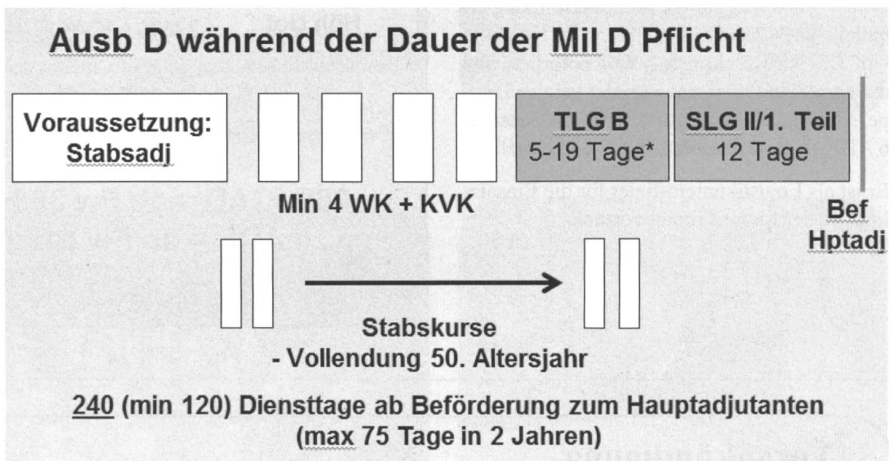 Ausb D während der Dauer der Mil D Pflicht
Voraussetzung:
Stabsadj
TLG B
5-19 Tage*
SLG II/1. Teil
12 Tage
Min 4 WK + KVK
Bef
Hptadj
Stabskurse
- Vollendung 50. Altersjahr
240 (min 120) Diensttage ab Beförderung zum Hauptadjutanten
(max 75 Tage in 2 Jahren)